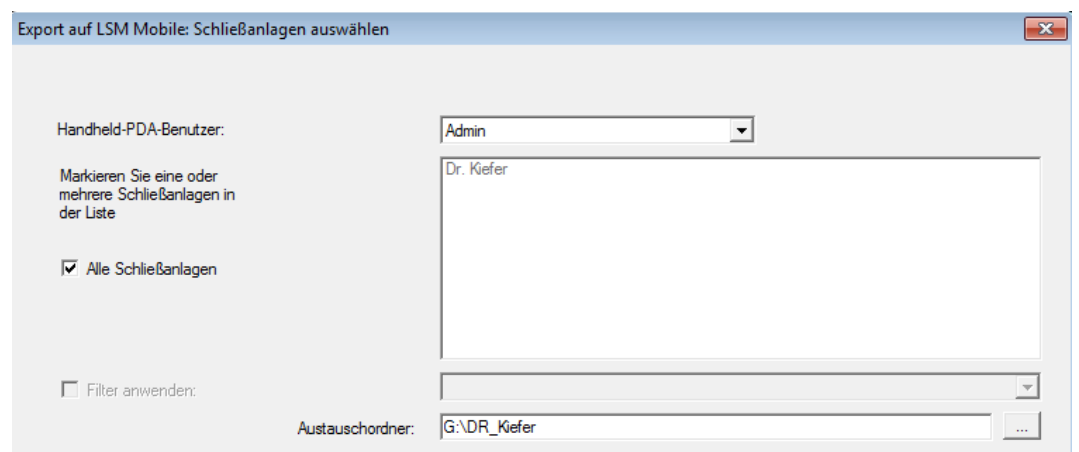 Export auf LSM Mobile: Schließanlagen auswählen
Handheld-PDA-Benutzer:
Admin
Markieren Sie eine oder
mehrere Schließanlagen in
der Liste
Dr. Kiefer
Alle Schließanlagen
Filter anwenden:
Austauschordner:
G:\DR_Kiefer
...